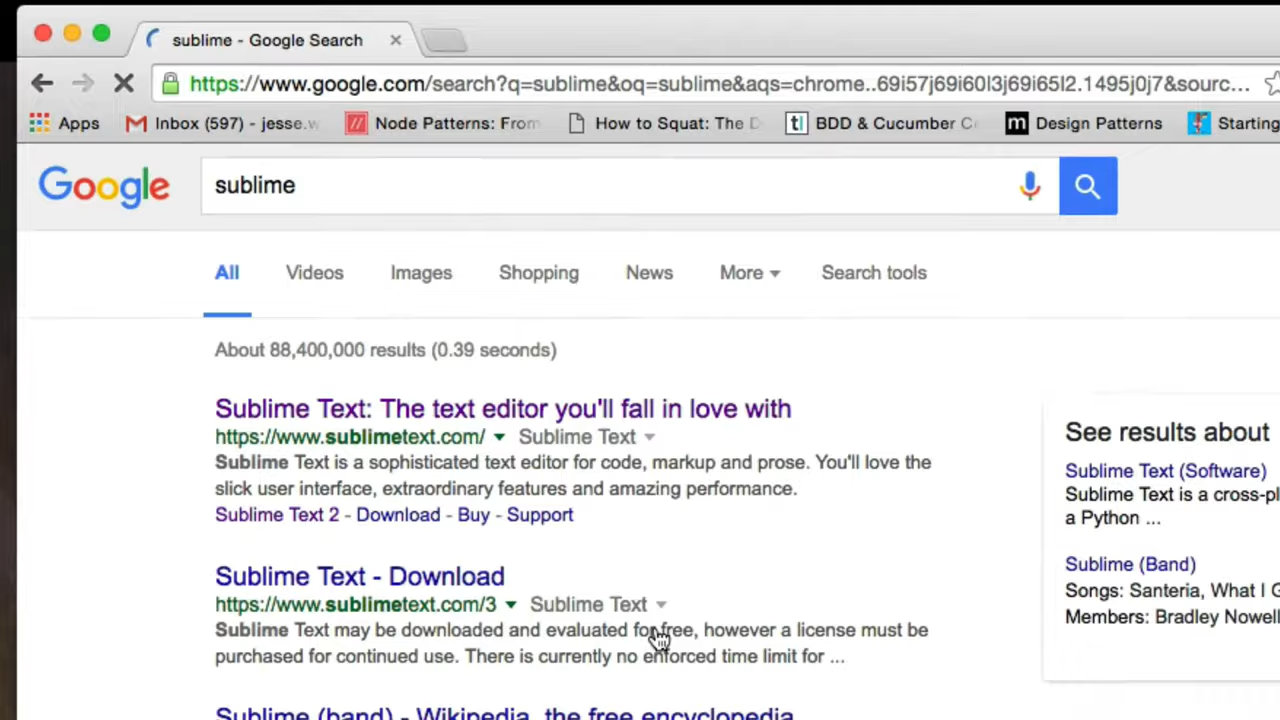 sublime - Google Search
https://www.google.com/search?q=sublime&oq=sublime&aqs=chrome..69i57j69i60l3j69i65l2.1495j0j7&sourc...
Apps Inbox (597) - jesse.w Node Patterns: From How to Squat: The D BDD & Cucumber C Design Patterns Starting
Google sublime
All Videos Images Shopping News More Search tools
About 88,400,000 results (0.39 seconds)
Sublime Text: The text editor you'll fall in love with
https://www.sublimetext.com/ Sublime Text
Sublime Text is a sophisticated text editor for code, markup and prose. You'll love the
slick user interface, extraordinary features and amazing performance.
Sublime Text 2 - Download - Buy - Support
Sublime Text - Download
https://www.sublimetext.com/3 Sublime Text
Sublime Text may be downloaded and evaluated for free, however a license must be
purchased for continued use. There is currently no enforced time limit for ...
Sublime (band) - Wikipedia, the free encyclopedia
See results about
Sublime Text (Software)
Sublime Text is a cross-pl
a Python ...
Sublime (Band)
Songs: Santeria, What I G
Members: Bradley Nowell